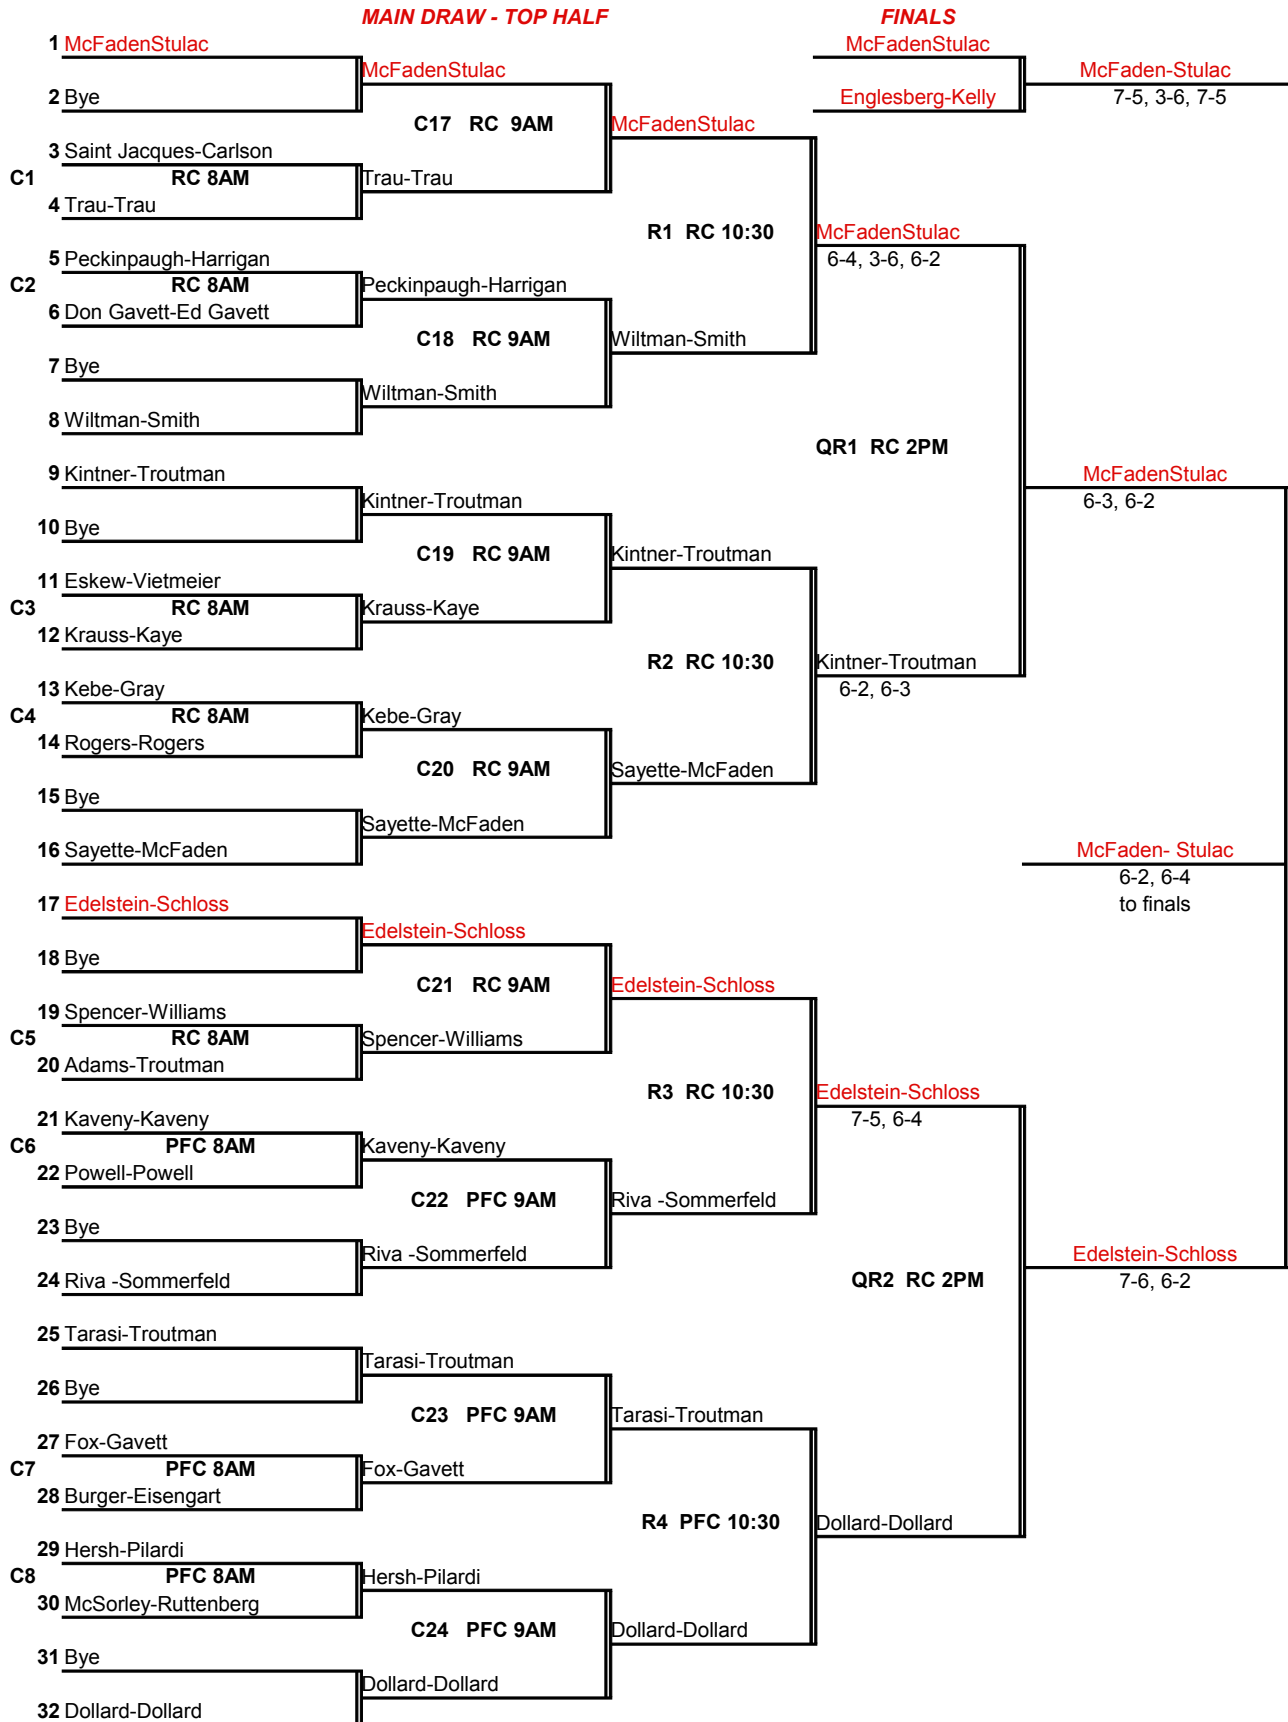 MAIN DRAW - TOP HALF FINALS
1 McFadenStulac McFadenStulac
McFadenStulac McFaden-Stulac
2 Bye Englesberg-Kelly 7-5, 3-6, 7-5
C17 RC 9AM McFadenStulac
3 Saint Jacques-Carlson
C1 RC 8AM Trau-Trau
4 Trau-Trau
R1 RC 10:30 McFadenStulac
5 Peckinpaugh-Harrigan 6-4, 3-6, 6-2
C2 RC 8AM Peckinpaugh-Harrigan
6 Don Gavett-Ed Gavett
C18 RC 9AM Wiltman-Smith
7 Bye
Wiltman-Smith
8 Wiltman-Smith
QR1 RC 2PM
9 Kintner-Troutman McFadenStulac
Kintner-Troutman 6-3, 6-2
10 Bye
C19 RC 9AM Kintner-Troutman
11 Eskew-Vietmeier
C3 RC 8AM Krauss-Kaye
12 Krauss-Kaye
R2 RC 10:30 Kintner-Troutman
13 Kebe-Gray 6-2, 6-3
C4 RC 8AM Kebe-Gray
14 Rogers-Rogers
C20 RC 9AM Sayette-McFaden
15 Bye
Sayette-McFaden
16 Sayette-McFaden McFaden- Stulac
6-2, 6-4
17 Edelstein-Schloss to finals
Edelstein-Schloss
18 Bye
C21 RC 9AM Edelstein-Schloss
19 Spencer-Williams
C5 RC 8AM Spencer-Williams
20 Adams-Troutman
R3 RC 10:30 Edelstein-Schloss
21 Kaveny-Kaveny 7-5, 6-4
C6 PFC 8AM Kaveny-Kaveny
22 Powell-Powell
C22 PFC 9AM Riva -Sommerfeld
23 Bye
Riva -Sommerfeld Edelstein-Schloss
24 Riva -Sommerfeld QR2 RC 2PM 7-6, 6-2
25 Tarasi-Troutman
Tarasi-Troutman
26 Bye
C23 PFC 9AM Tarasi-Troutman
27 Fox-Gavett
C7 PFC 8AM Fox-Gavett
28 Burger-Eisengart
R4 PFC 10:30 Dollard-Dollard
29 Hersh-Pilardi
C8 PFC 8AM Hersh-Pilardi
30 McSorley-Ruttenberg
C24 PFC 9AM Dollard-Dollard
31 Bye
Dollard-Dollard
32 Dollard-Dollard